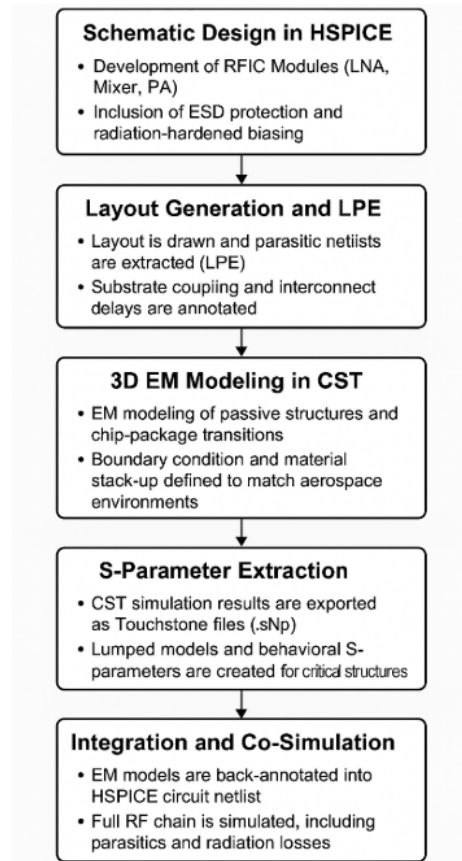 Schematic Design in HSPICE
• Development of RFIC Modules (LNA,
Mixer, PA)
• Inclusion of ESD protection and
radiation-hardened biasing
Layout Generation and LPE
• Layout is drawn and parasitic netiists
are extracted (LPE)
• Substrate coupiing and interconnect
delays are annotated
3D EM Modeling in CST
• EM modeling of passive structures and
chip-package transitions
• Boundary condition and material
stack-up defined to match aerospace
environments
S-Parameter Extraction
• CST simulation results are exported
as Touchstone files (.sNp)
• Lumped models and behavioral S-
parameters are created for critical structures
Integration and Co-Simulation
• EM models are back-annotated into
HSPICE circuit netlist
• Full RF chain is simulated, including
parasitics and radiation losses